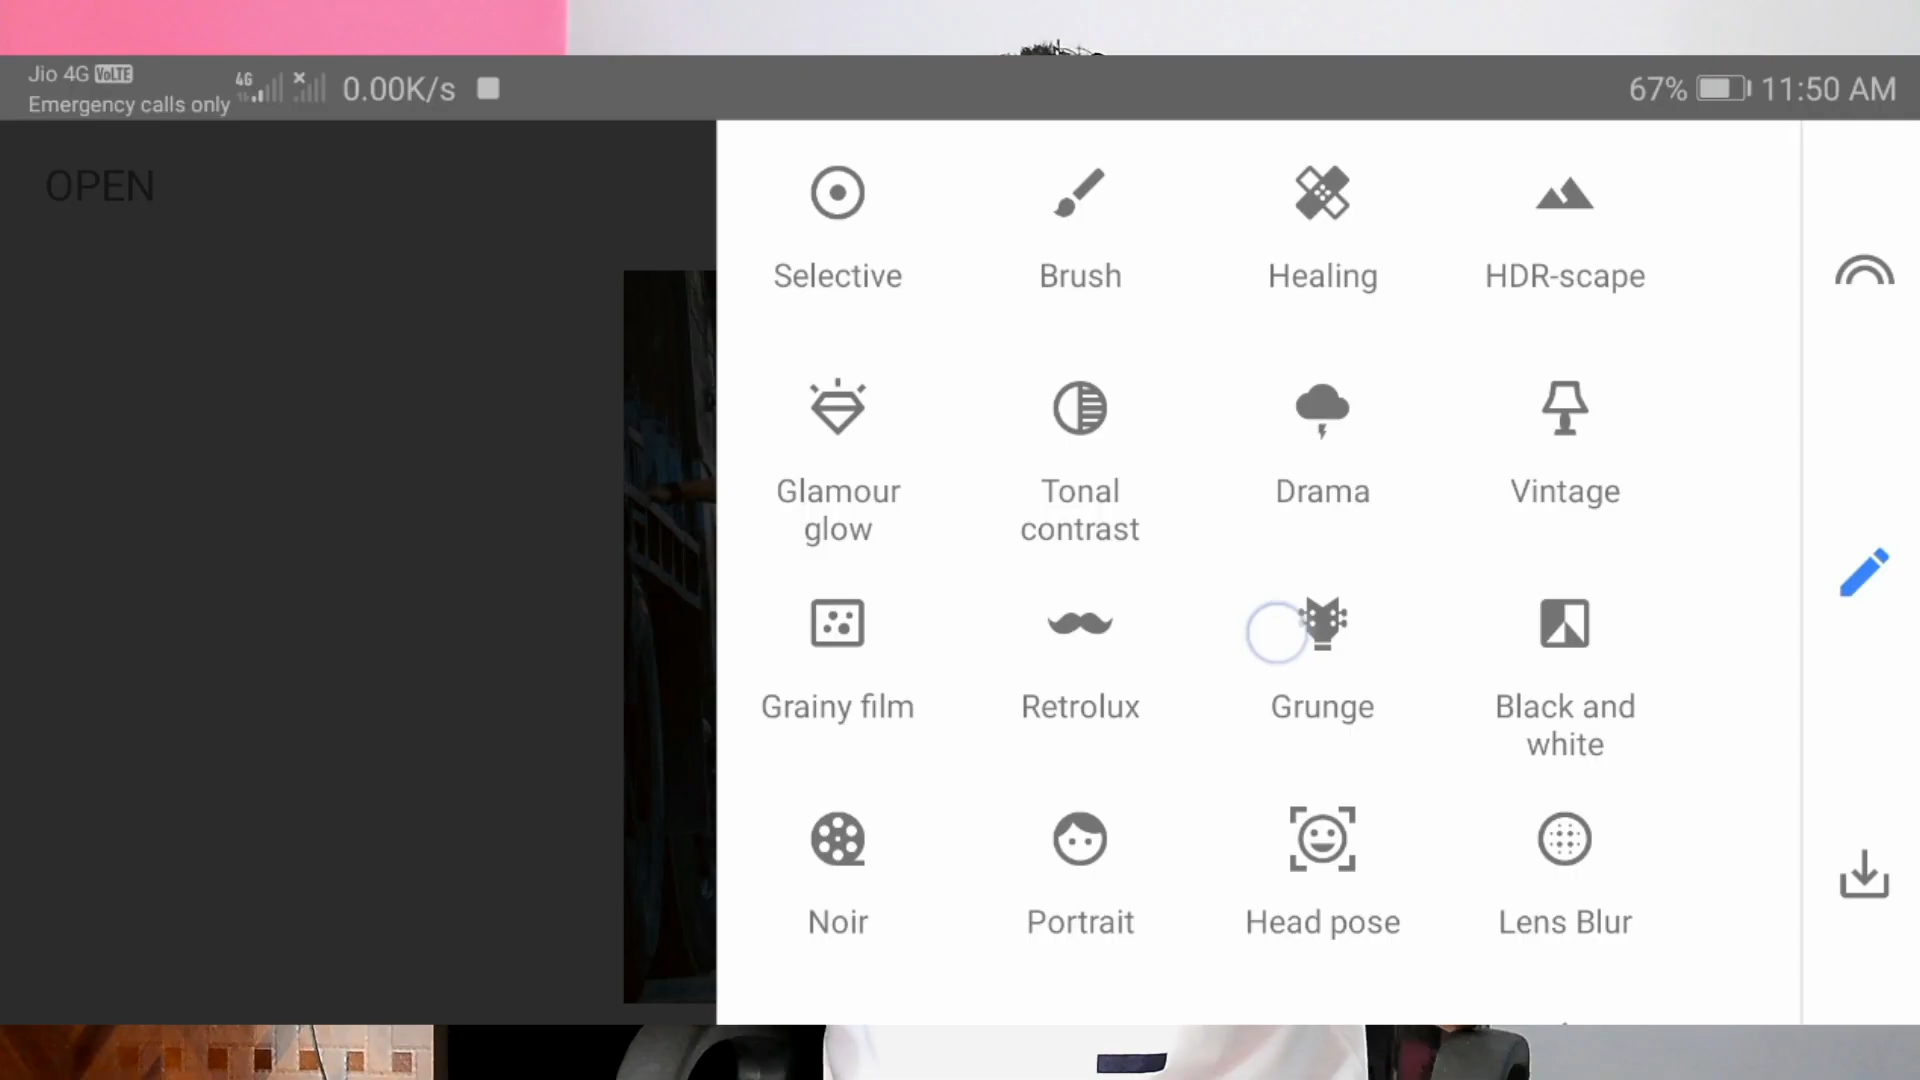 Jio 4G VoLTE
Emergency calls only
4G
0.00K/s
67%
11:50 AM
OPEN
Selective
Brush
Healing
HDR-scape
Glamour
glow
Tonal
contrast
Drama
Vintage
Grainy film
Retrolux
Grunge
Black and
white
Noir
Portrait
Head pose
Lens Blur